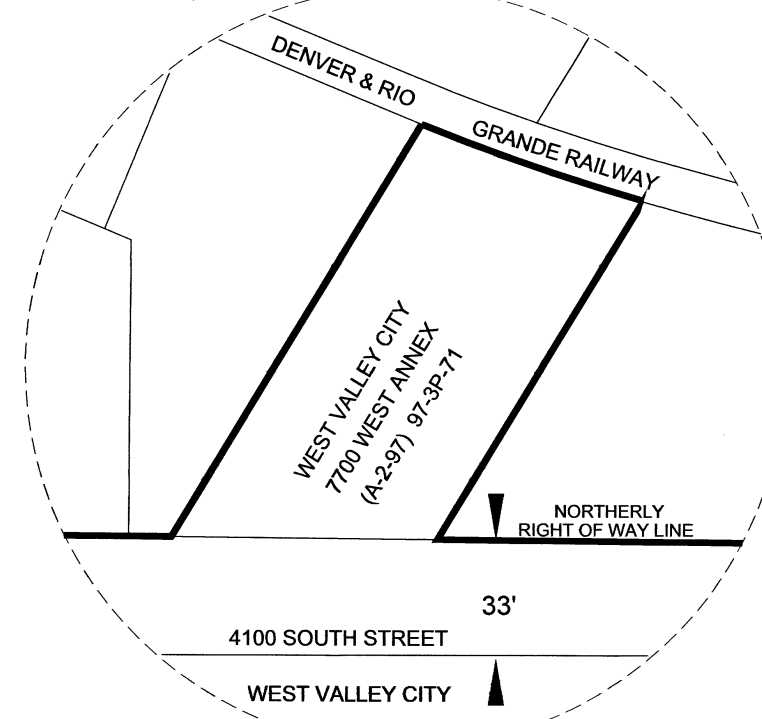 DENVER & RIO
GRANDE RAILWAY
WEST VALLEY CITY
7700 WEST ANNEX
(A-2-97) 97-3P-71
NORTHERLY
RIGHT OF WAY LINE
33'
4100 SOUTH STREET
WEST VALLEY CITY